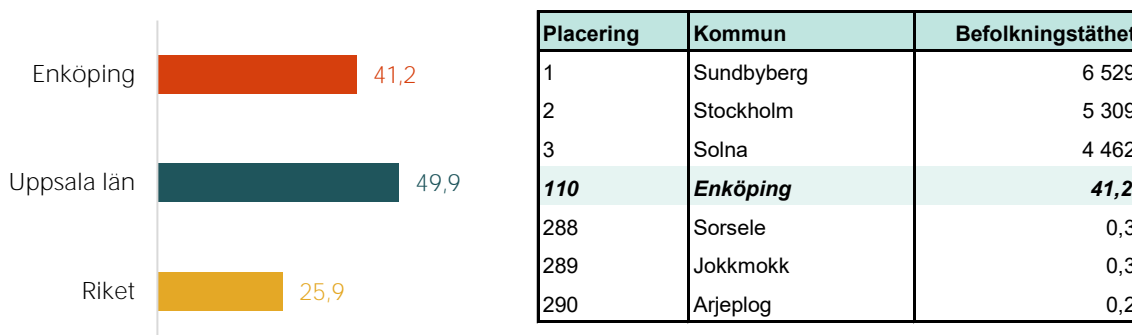 Enköping 41,2
Uppsala län 49,9
Riket 25,9
Placering Kommun Befolkningstäthet
1 Sundbyberg 6 529
2 Stockholm 5 309
3 Solna 4 462
110 Enköping 41,2
288 Sorsele 0,3
289 Jokkmokk 0,3
290 Arjeplog 0,2